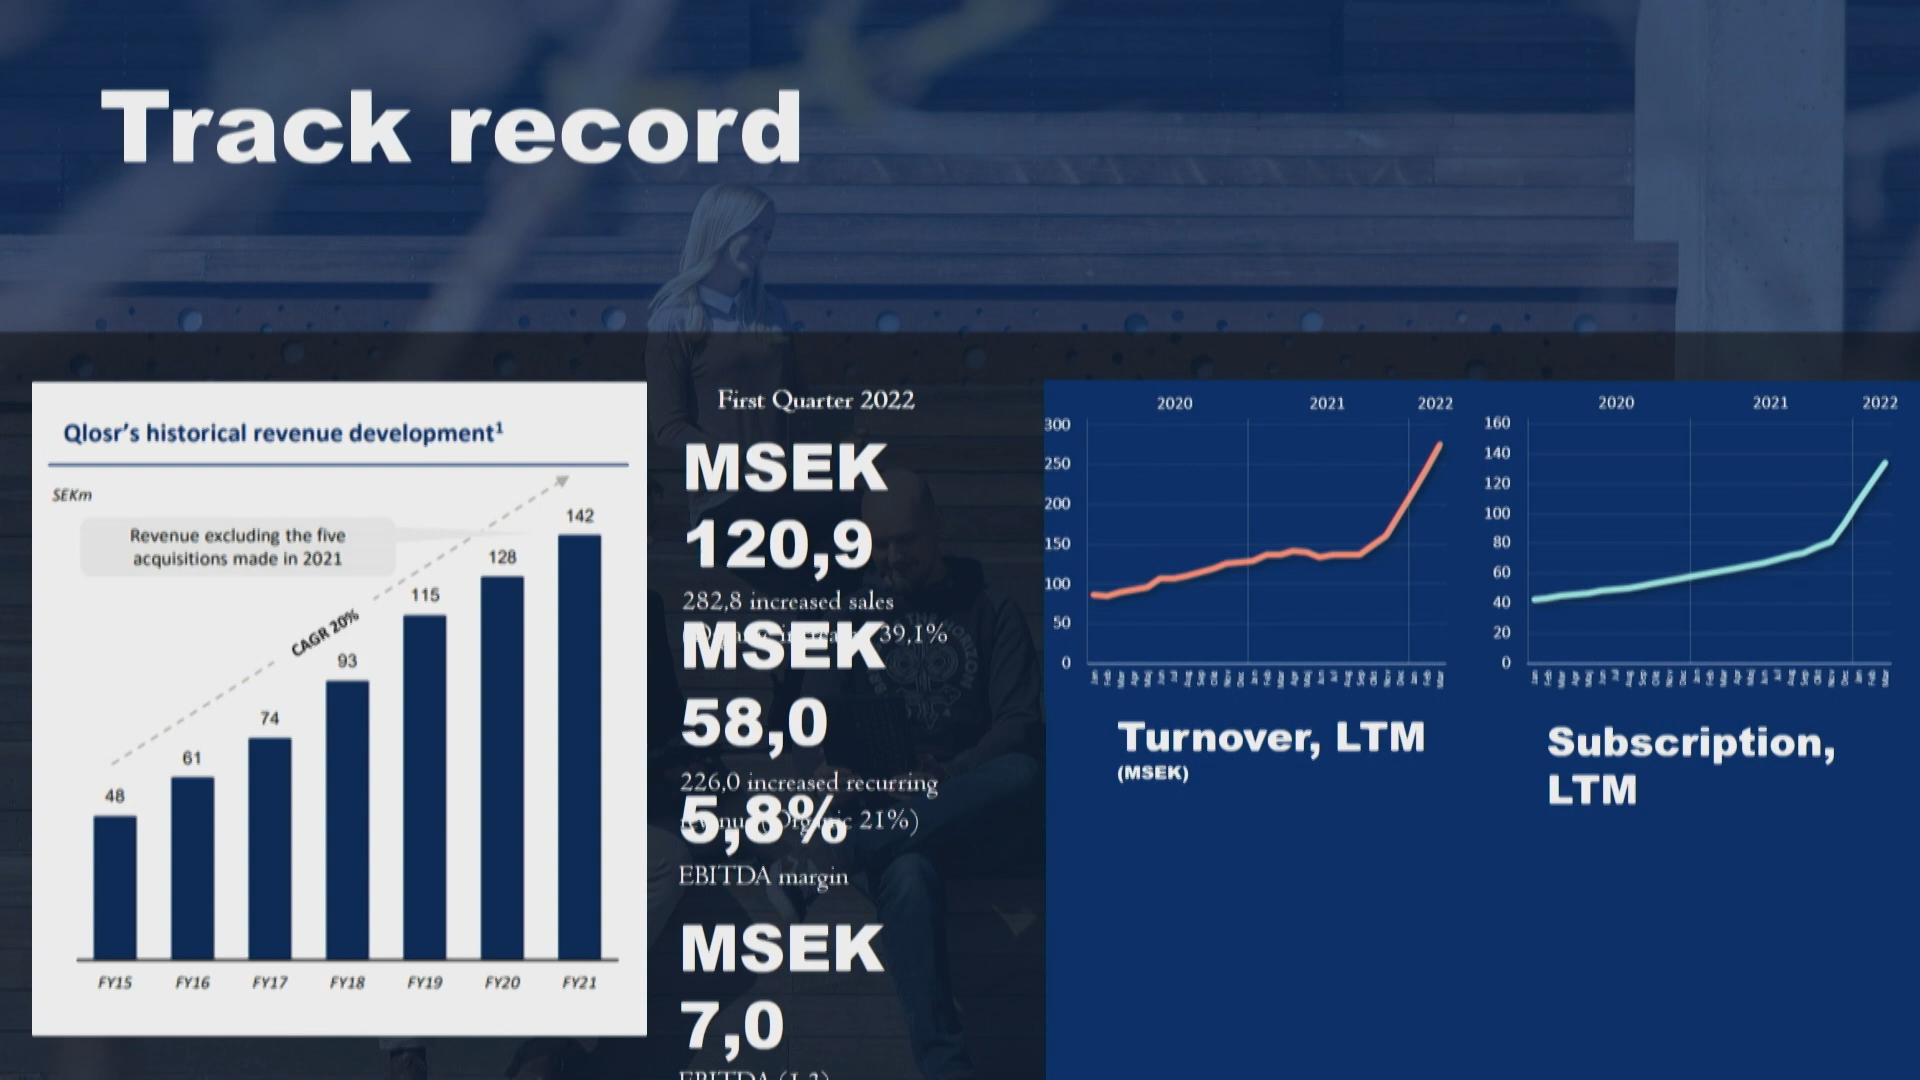 Track record
Qlosr’s historical revenue development¹
SEKm
Revenue excluding the five
acquisitions made in 2021
CAGR 20%
48
61
74
93
115
128
142
FY15 FY16 FY17 FY18 FY19 FY20 FY21
First Quarter 2022
MSEK
120,9
282,8 increased sales
39,1%
MSEK
58,0
226,0 increased recurring
21%)
5,8%
EBITDA margin
MSEK
7,0
2020 2021 2022
300
250
200
150
100
50
0
Turnover, LTM
(MSEK)
2020 2021 2022
160
140
120
100
80
60
40
20
0
Subscription,
LTM